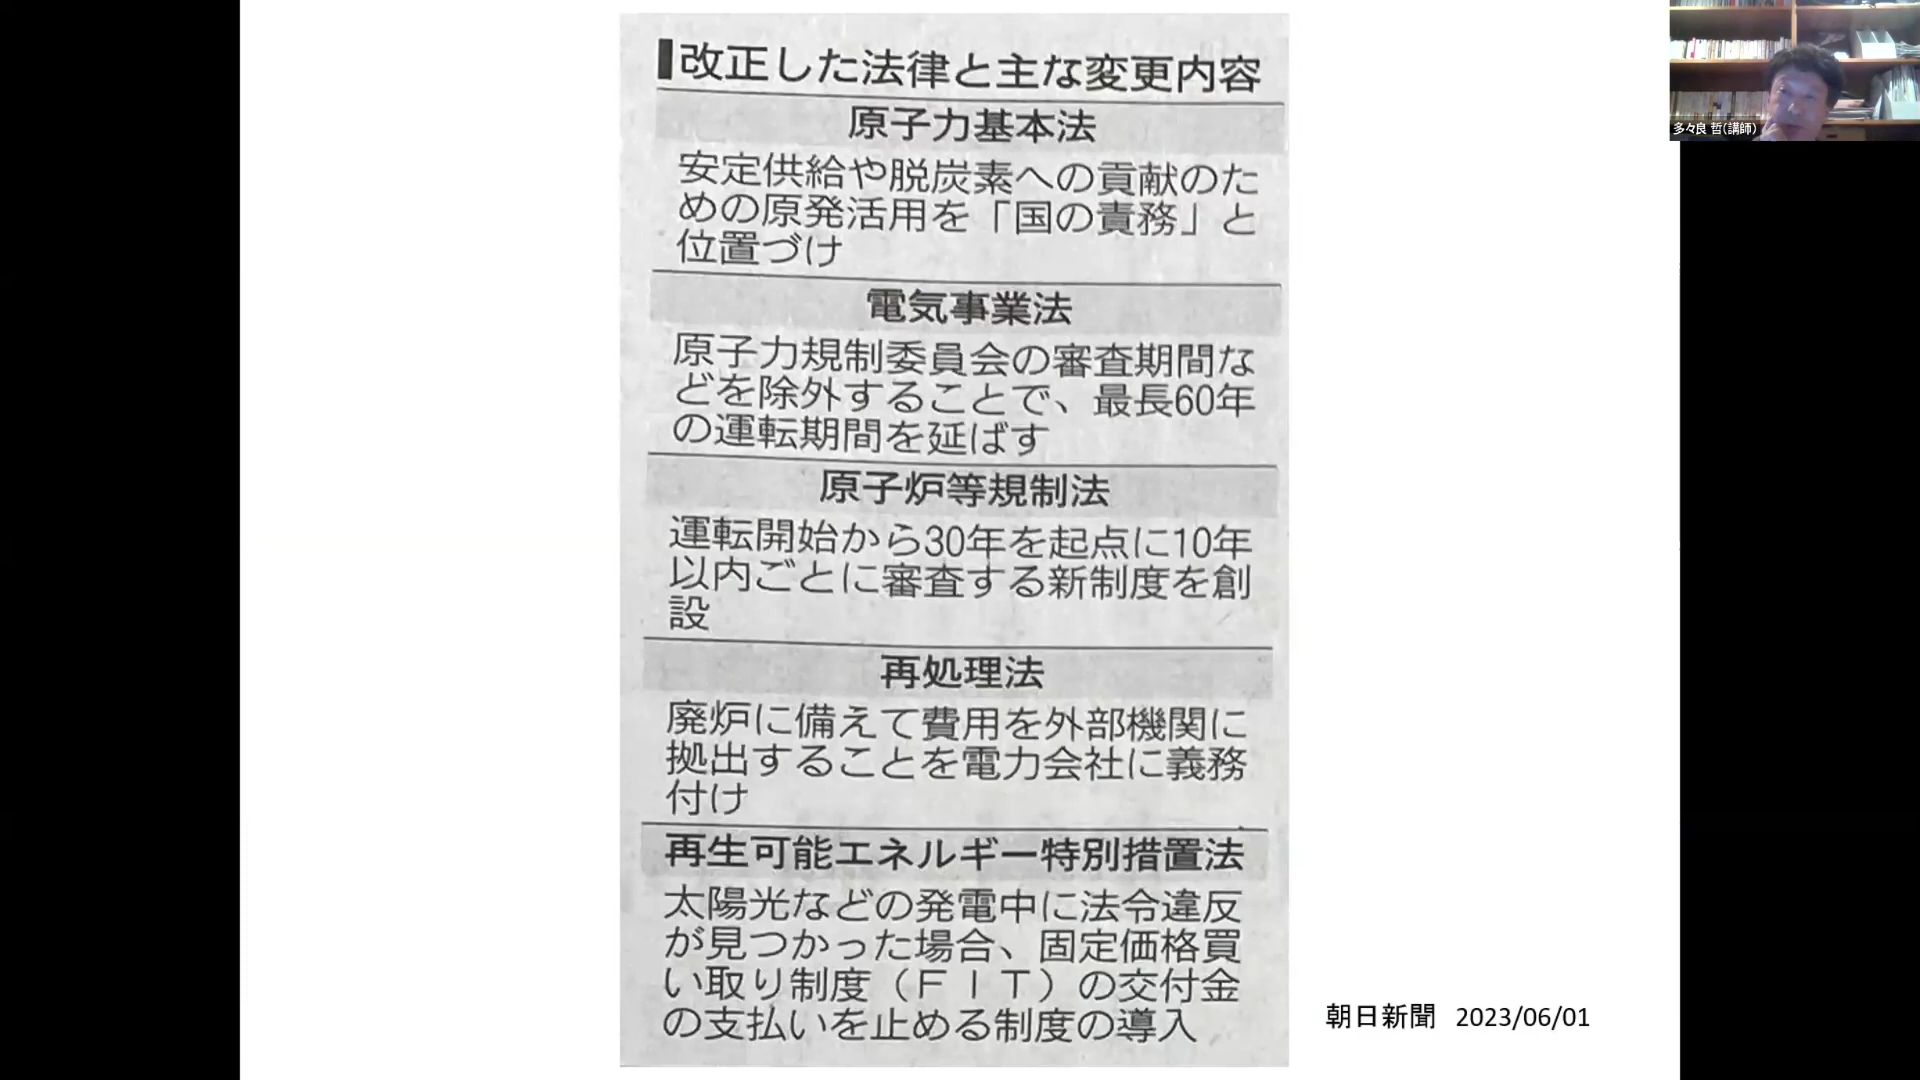 改正した法律と主な変更内容
原子力基本法
安定供給や脱炭素への貢献のた
めの原発活用を「国の責務」と
位置づけ
電気事業法
原子力規制委員会の審査期間な
どを除外することで、最長60年
の運転期間を延ばす
原子炉等規制法
運転開始から30年を起点に10年
以内ごとに審査する新制度を創
設
再処理法
廃炉に備えて費用を外部機関に
拠出することを電力会社に義務
付け
再生可能エネルギー特別措置法
太陽光などの発電中に法令違反
が見つかった場合、固定価格買
い取り制度（ＦＩＴ）の交付金
の支払いを止める制度の導入
朝日新聞 2023/06/01
多々良 哲(講師)